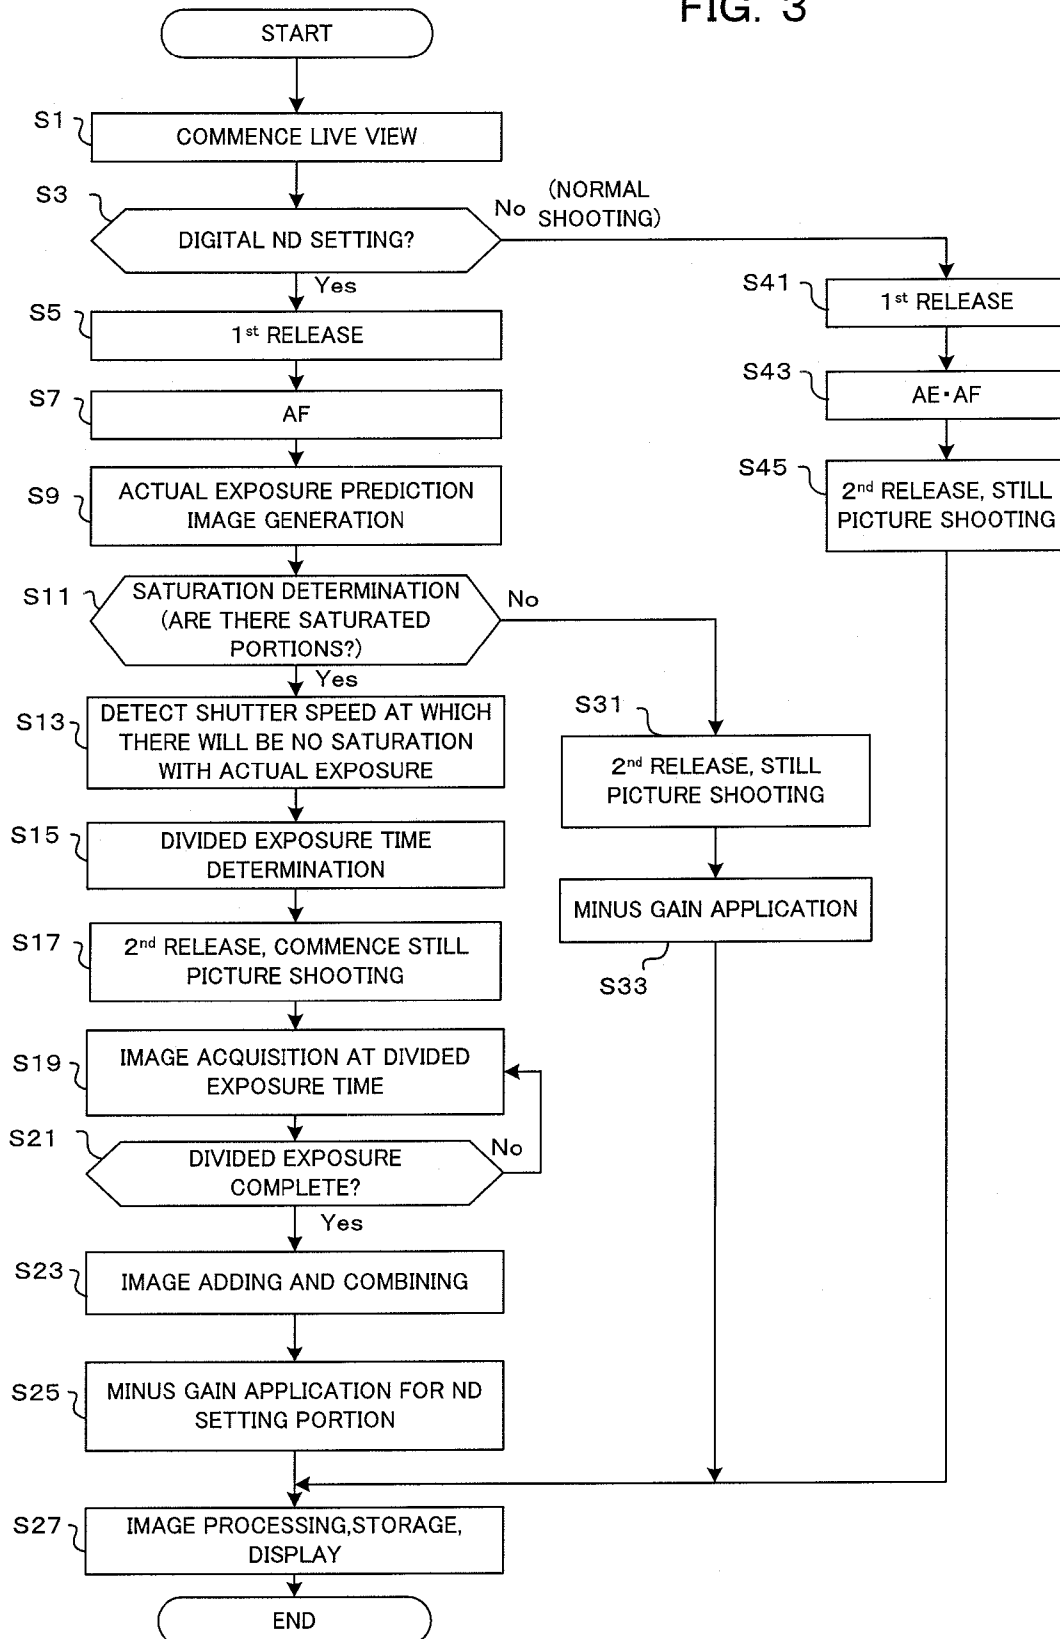 FIG. 3
START
S1
COMMENCE LIVE VIEW
S3
DIGITAL ND SETTING?
No
(NORMAL
SHOOTING)
Yes
S5
1st RELEASE
S7
AF
S9
ACTUAL EXPOSURE PREDICTION
IMAGE GENERATION
S11
SATURATION DETERMINATION
(ARE THERE SATURATED
PORTIONS?)
No
Yes
S13
DETECT SHUTTER SPEED AT WHICH
THERE WILL BE NO SATURATION
WITH ACTUAL EXPOSURE
S15
DIVIDED EXPOSURE TIME
DETERMINATION
S17
2nd RELEASE, COMMENCE STILL
PICTURE SHOOTING
S19
IMAGE ACQUISITION AT DIVIDED
EXPOSURE TIME
S21
DIVIDED EXPOSURE
COMPLETE?
No
Yes
S23
IMAGE ADDING AND COMBINING
S25
MINUS GAIN APPLICATION FOR ND
SETTING PORTION
S27
IMAGE PROCESSING,STORAGE,
DISPLAY
END
S31
2nd RELEASE, STILL
PICTURE SHOOTING
MINUS GAIN APPLICATION
S33
S41
1st RELEASE
S43
AE・AF
S45
2nd RELEASE, STILL
PICTURE SHOOTING